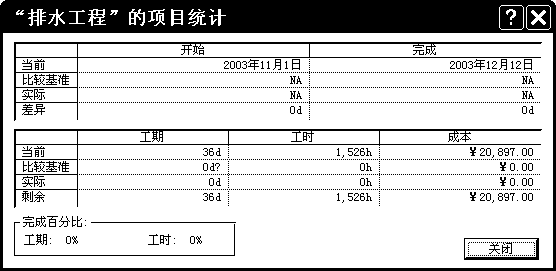 “排水工程”的项目统计
开始 完成
当前 2003年11月1日 2003年12月12日
比较基准 NA NA
实际 NA NA
差异 0d 0d
工期 工时 成本
当前 36d 1,526h ￥20,897.00
比较基准 0d? 0h ￥0.00
实际 0d 0h ￥0.00
剩余 36d 1,526h ￥20,897.00
完成百分比:
工期: 0% 工时: 0%
关闭